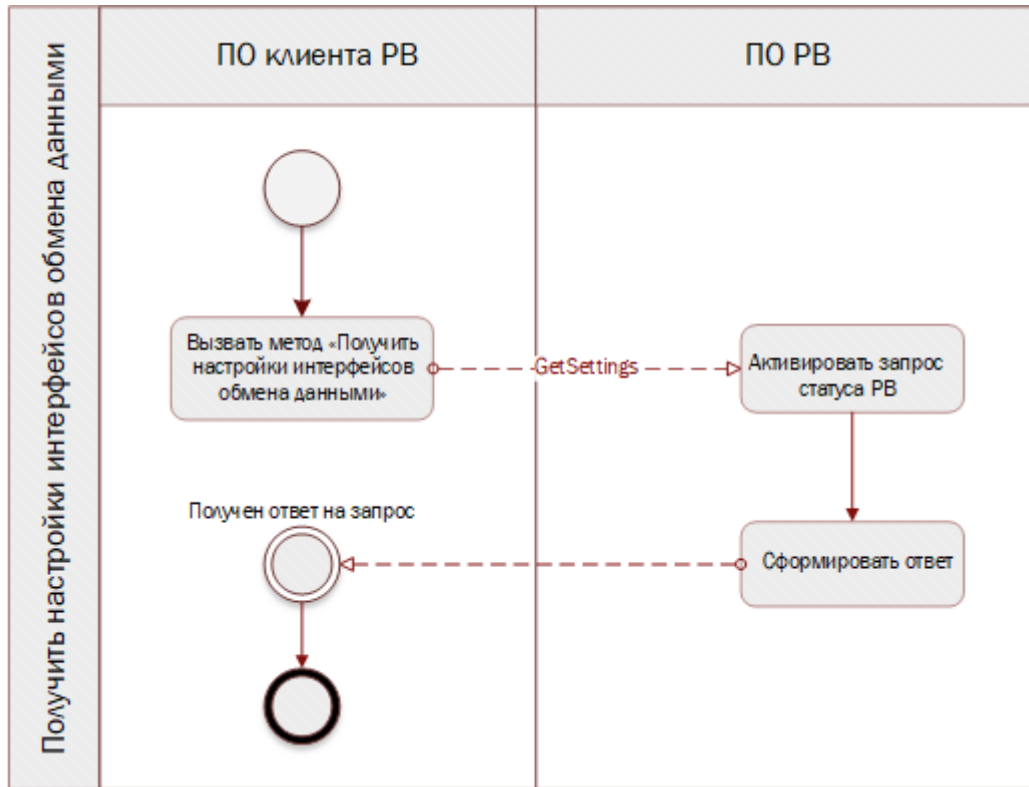 Получить настройки интерфейсов обмена данными
ПО клиента РВ
ПО РВ
Вызвать метод «Получить
настройки интерфейсов
обмена данными»
GetSettings
Активировать запрос
статуса РВ
Получен ответ на запрос
Сформировать ответ